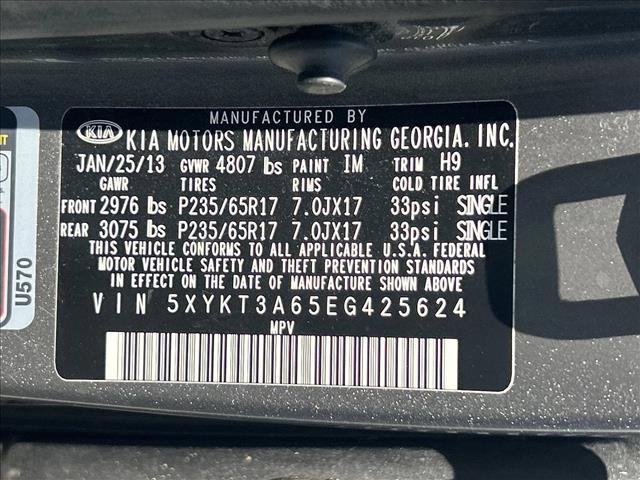 MANUFACTURED BY
KIA KIA MOTORS MANUFACTURING GEORGIA. INC.
JAN/25/13 GVWR 4807 lbs PAINT IM TRIM H9
GAWR TIRES RIMS COLD TIRE INFL
FRONT 2976 lbs P235/65R17 7.0JX17 33psi SINGLE
REAR 3075 lbs P235/65R17 7.0JX17 33psi SINGLE
THIS VEHICLE CONFORMS TO ALL APPLICABLE U.S.A. FEDERAL
MOTOR VEHICLE SAFETY AND THEFT PREVENTION STANDARDS
IN EFFECT ON THE DATE OF MANUFACTURE SHOWN ABOVE
VIN 5XYKT3A65EG425624
MPV
U570